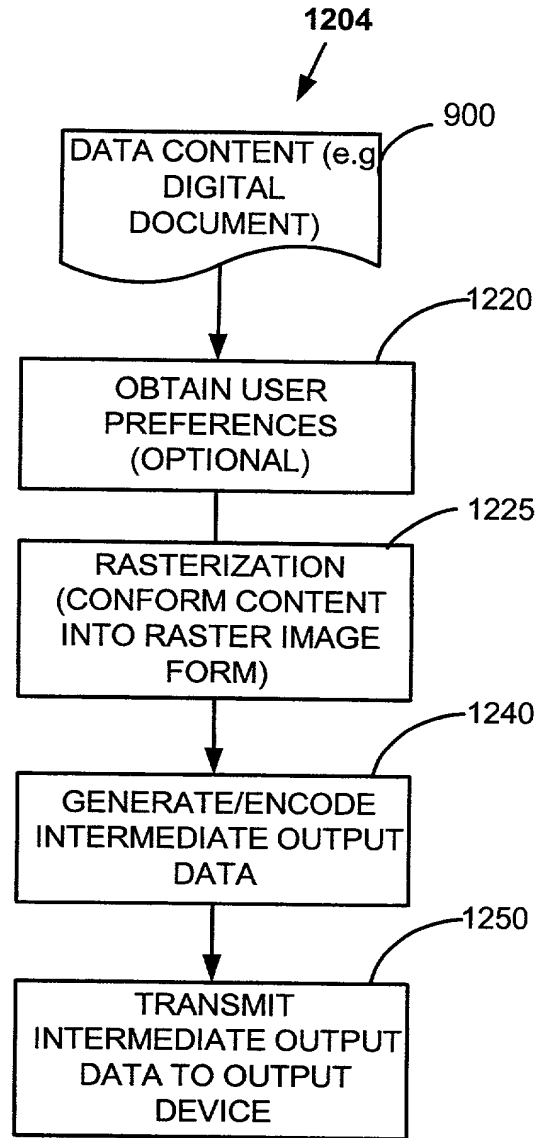 1204
900
DATA CONTENT (e.g
DIGITAL
DOCUMENT)
1220
OBTAIN USER
PREFERENCES
(OPTIONAL)
1225
RASTERIZATION
(CONFORM CONTENT
INTO RASTER IMAGE
FORM)
1240
GENERATE/ENCODE
INTERMEDIATE OUTPUT
DATA
1250
TRANSMIT
INTERMEDIATE OUTPUT
DATA TO OUTPUT
DEVICE